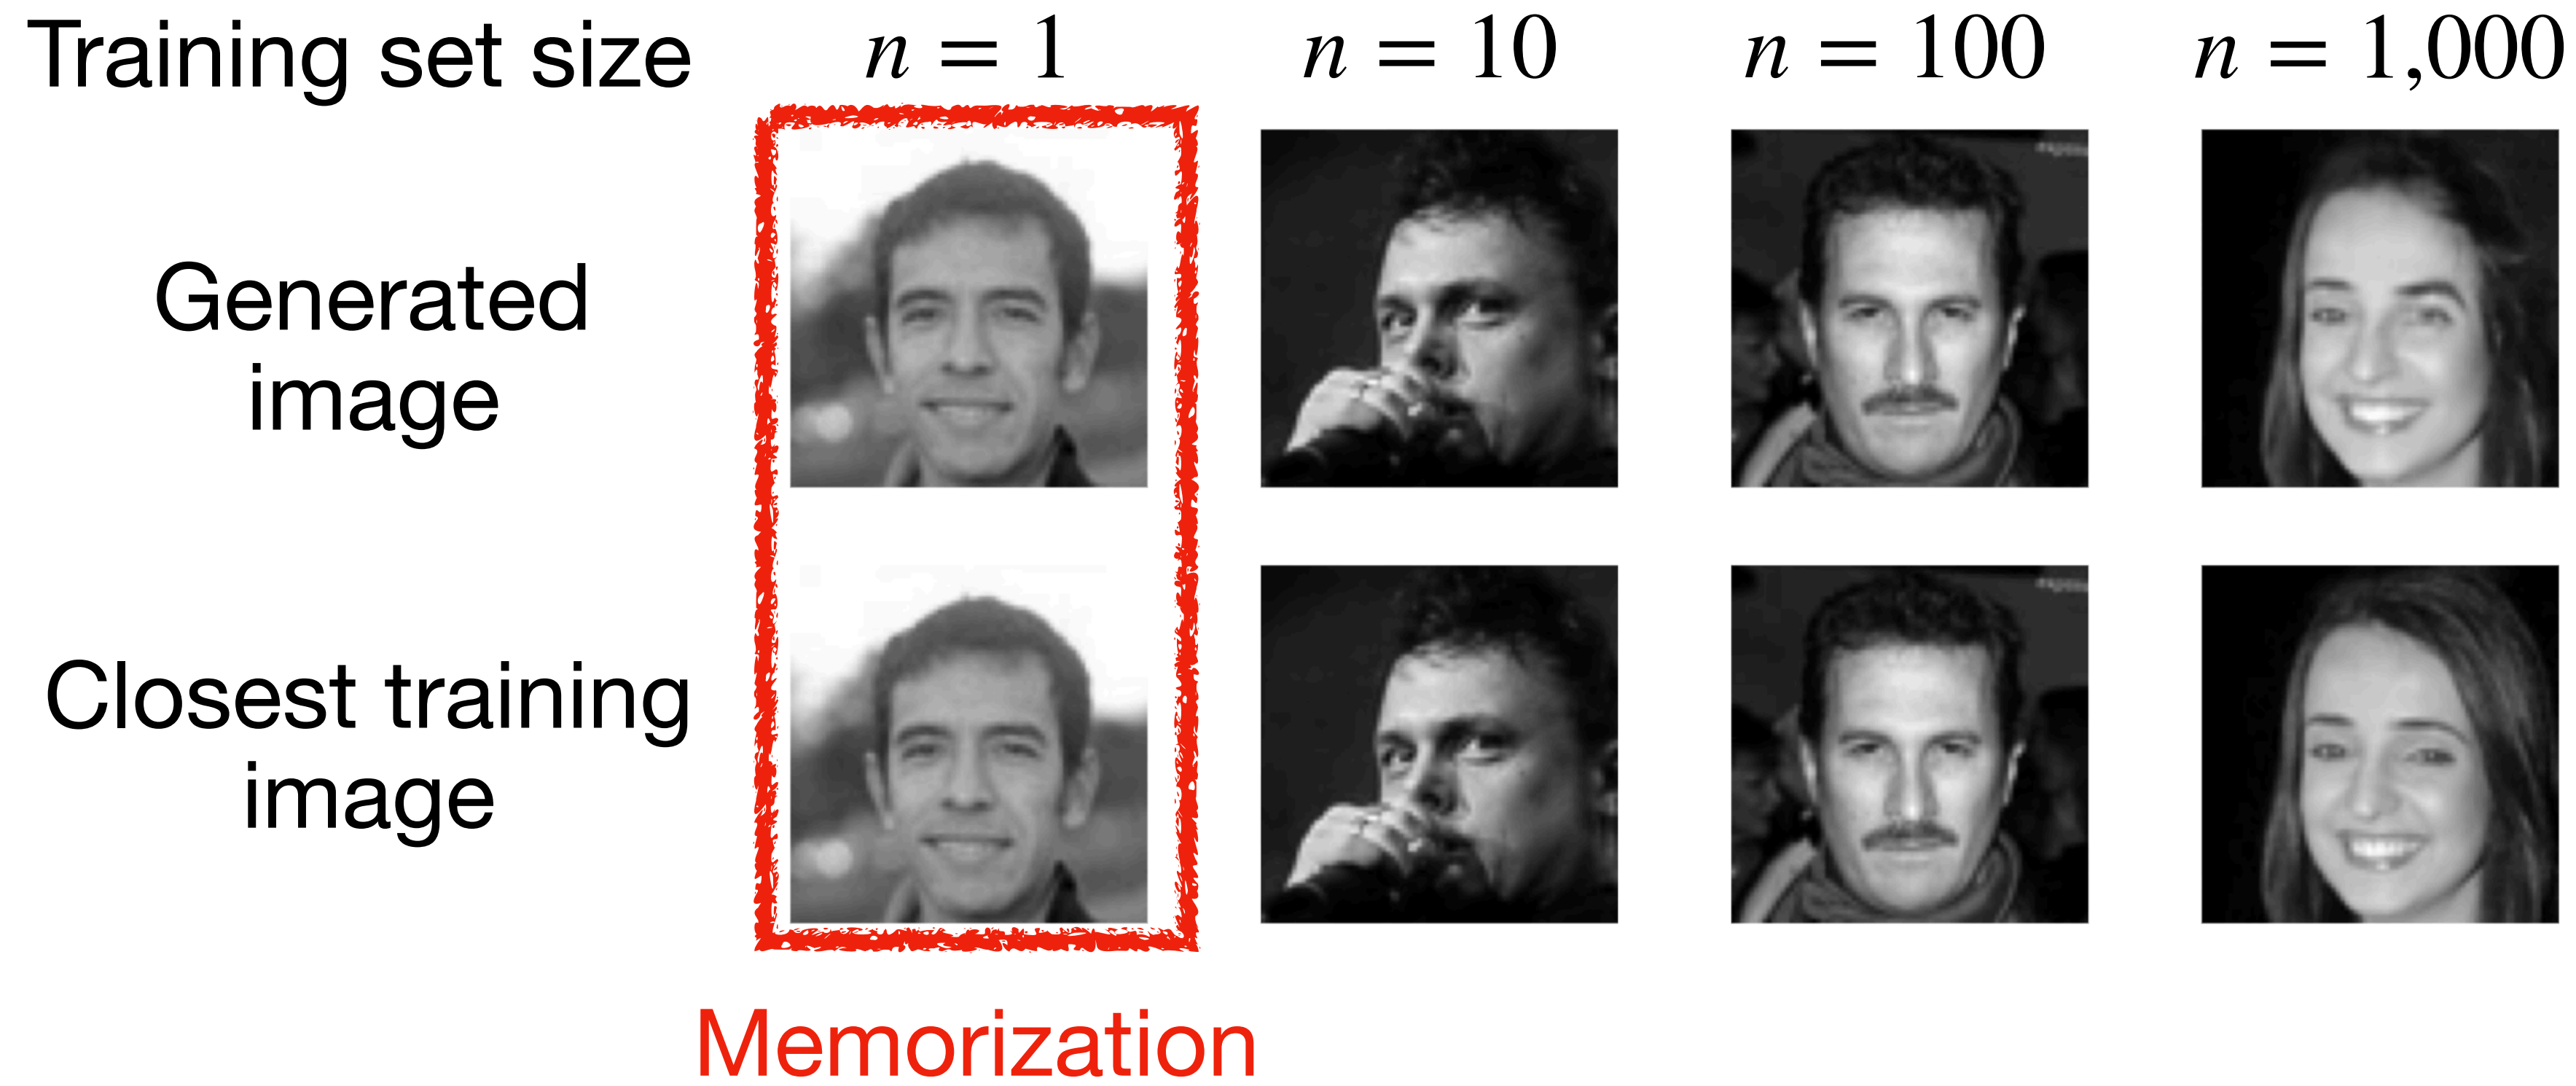 Training set size n = 1 n = 10 n = 100 n = 1,000
Generated
image
Closest training
image
Memorization